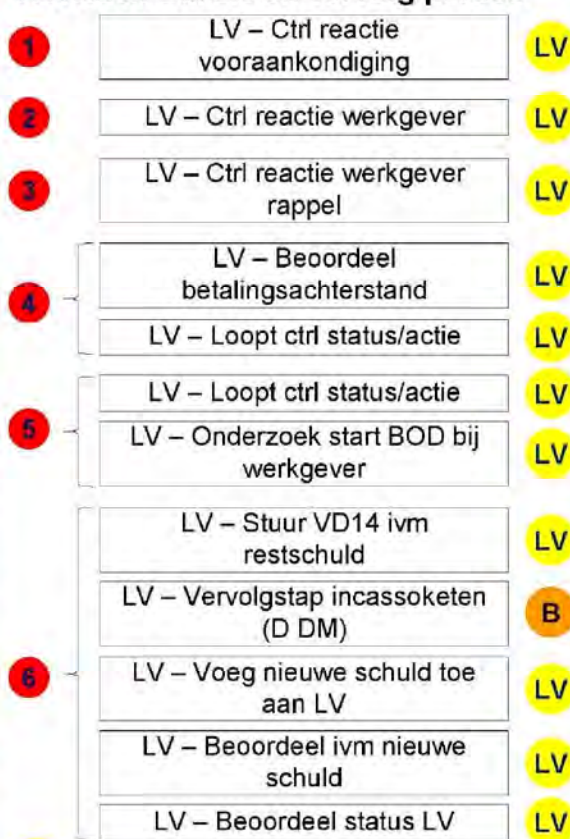 1
LV – Ctrl reactie
vooraankondiging
LV
2
LV – Ctrl reactie werkgever
LV
3
LV – Ctrl reactie werkgever
rappel
LV
4
LV – Beoordeel
betalingsachterstand
LV
LV – Loopt ctrl status/actie
LV
5
LV – Loopt ctrl status/actie
LV
LV – Onderzoek start BOD bij
werkgever
LV
6
LV – Stuur VD14 ivm
restschuld
LV
LV – Vervolgstap incassoketen
(D DM)
B
LV – Voeg nieuwe schuld toe
aan LV
LV
LV – Beoordeel ivm nieuwe
schuld
LV
LV – Beoordeel status LV
LV